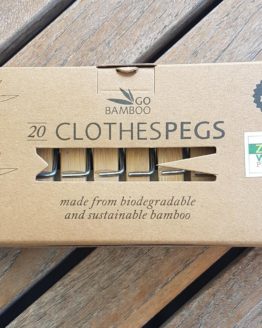 GO
BAMBOO
20 CLOTHESPEGS
made from biodegradable
and sustainable bamboo